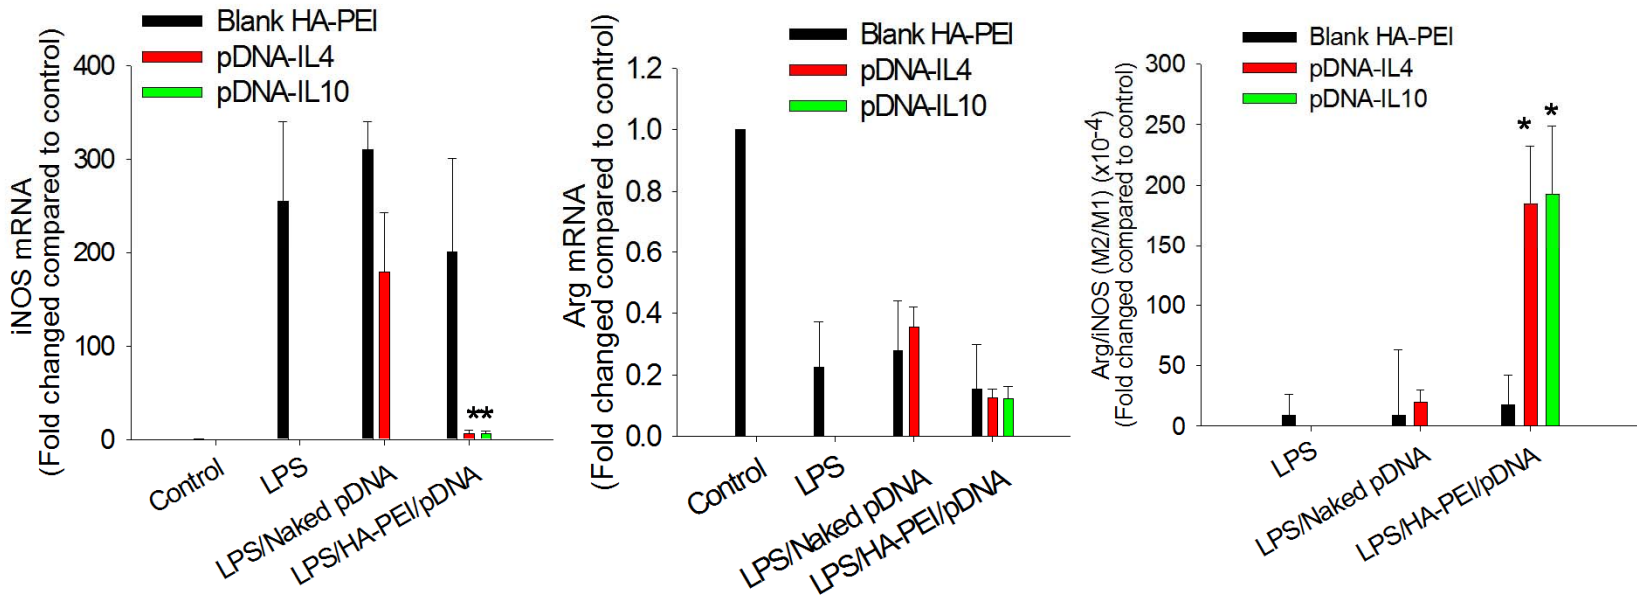 Blank HA-PEI
pDNA-IL4
pDNA-IL10
iNOS mRNA
(Fold changed compared to control)
400
300
200
100
0
**
Control
LPS
LPS/Naked pDNA
LPS/HA-PEI/pDNA
Blank HA-PEI
pDNA-IL4
pDNA-IL10
Arg mRNA
(Fold changed compared to control)
1.2
1.0
0.8
0.6
0.4
0.2
0.0
Control
LPS
LPS/Naked pDNA
LPS/HA-PEI/pDNA
Blank HA-PEI
pDNA-IL4
pDNA-IL10
Arg/iNOS (M2/M1) (x10-4)
(Fold changed compared to control)
300
250
200
150
100
50
0
* *
LPS
LPS/Naked pDNA
LPS/HA-PEI/pDNA